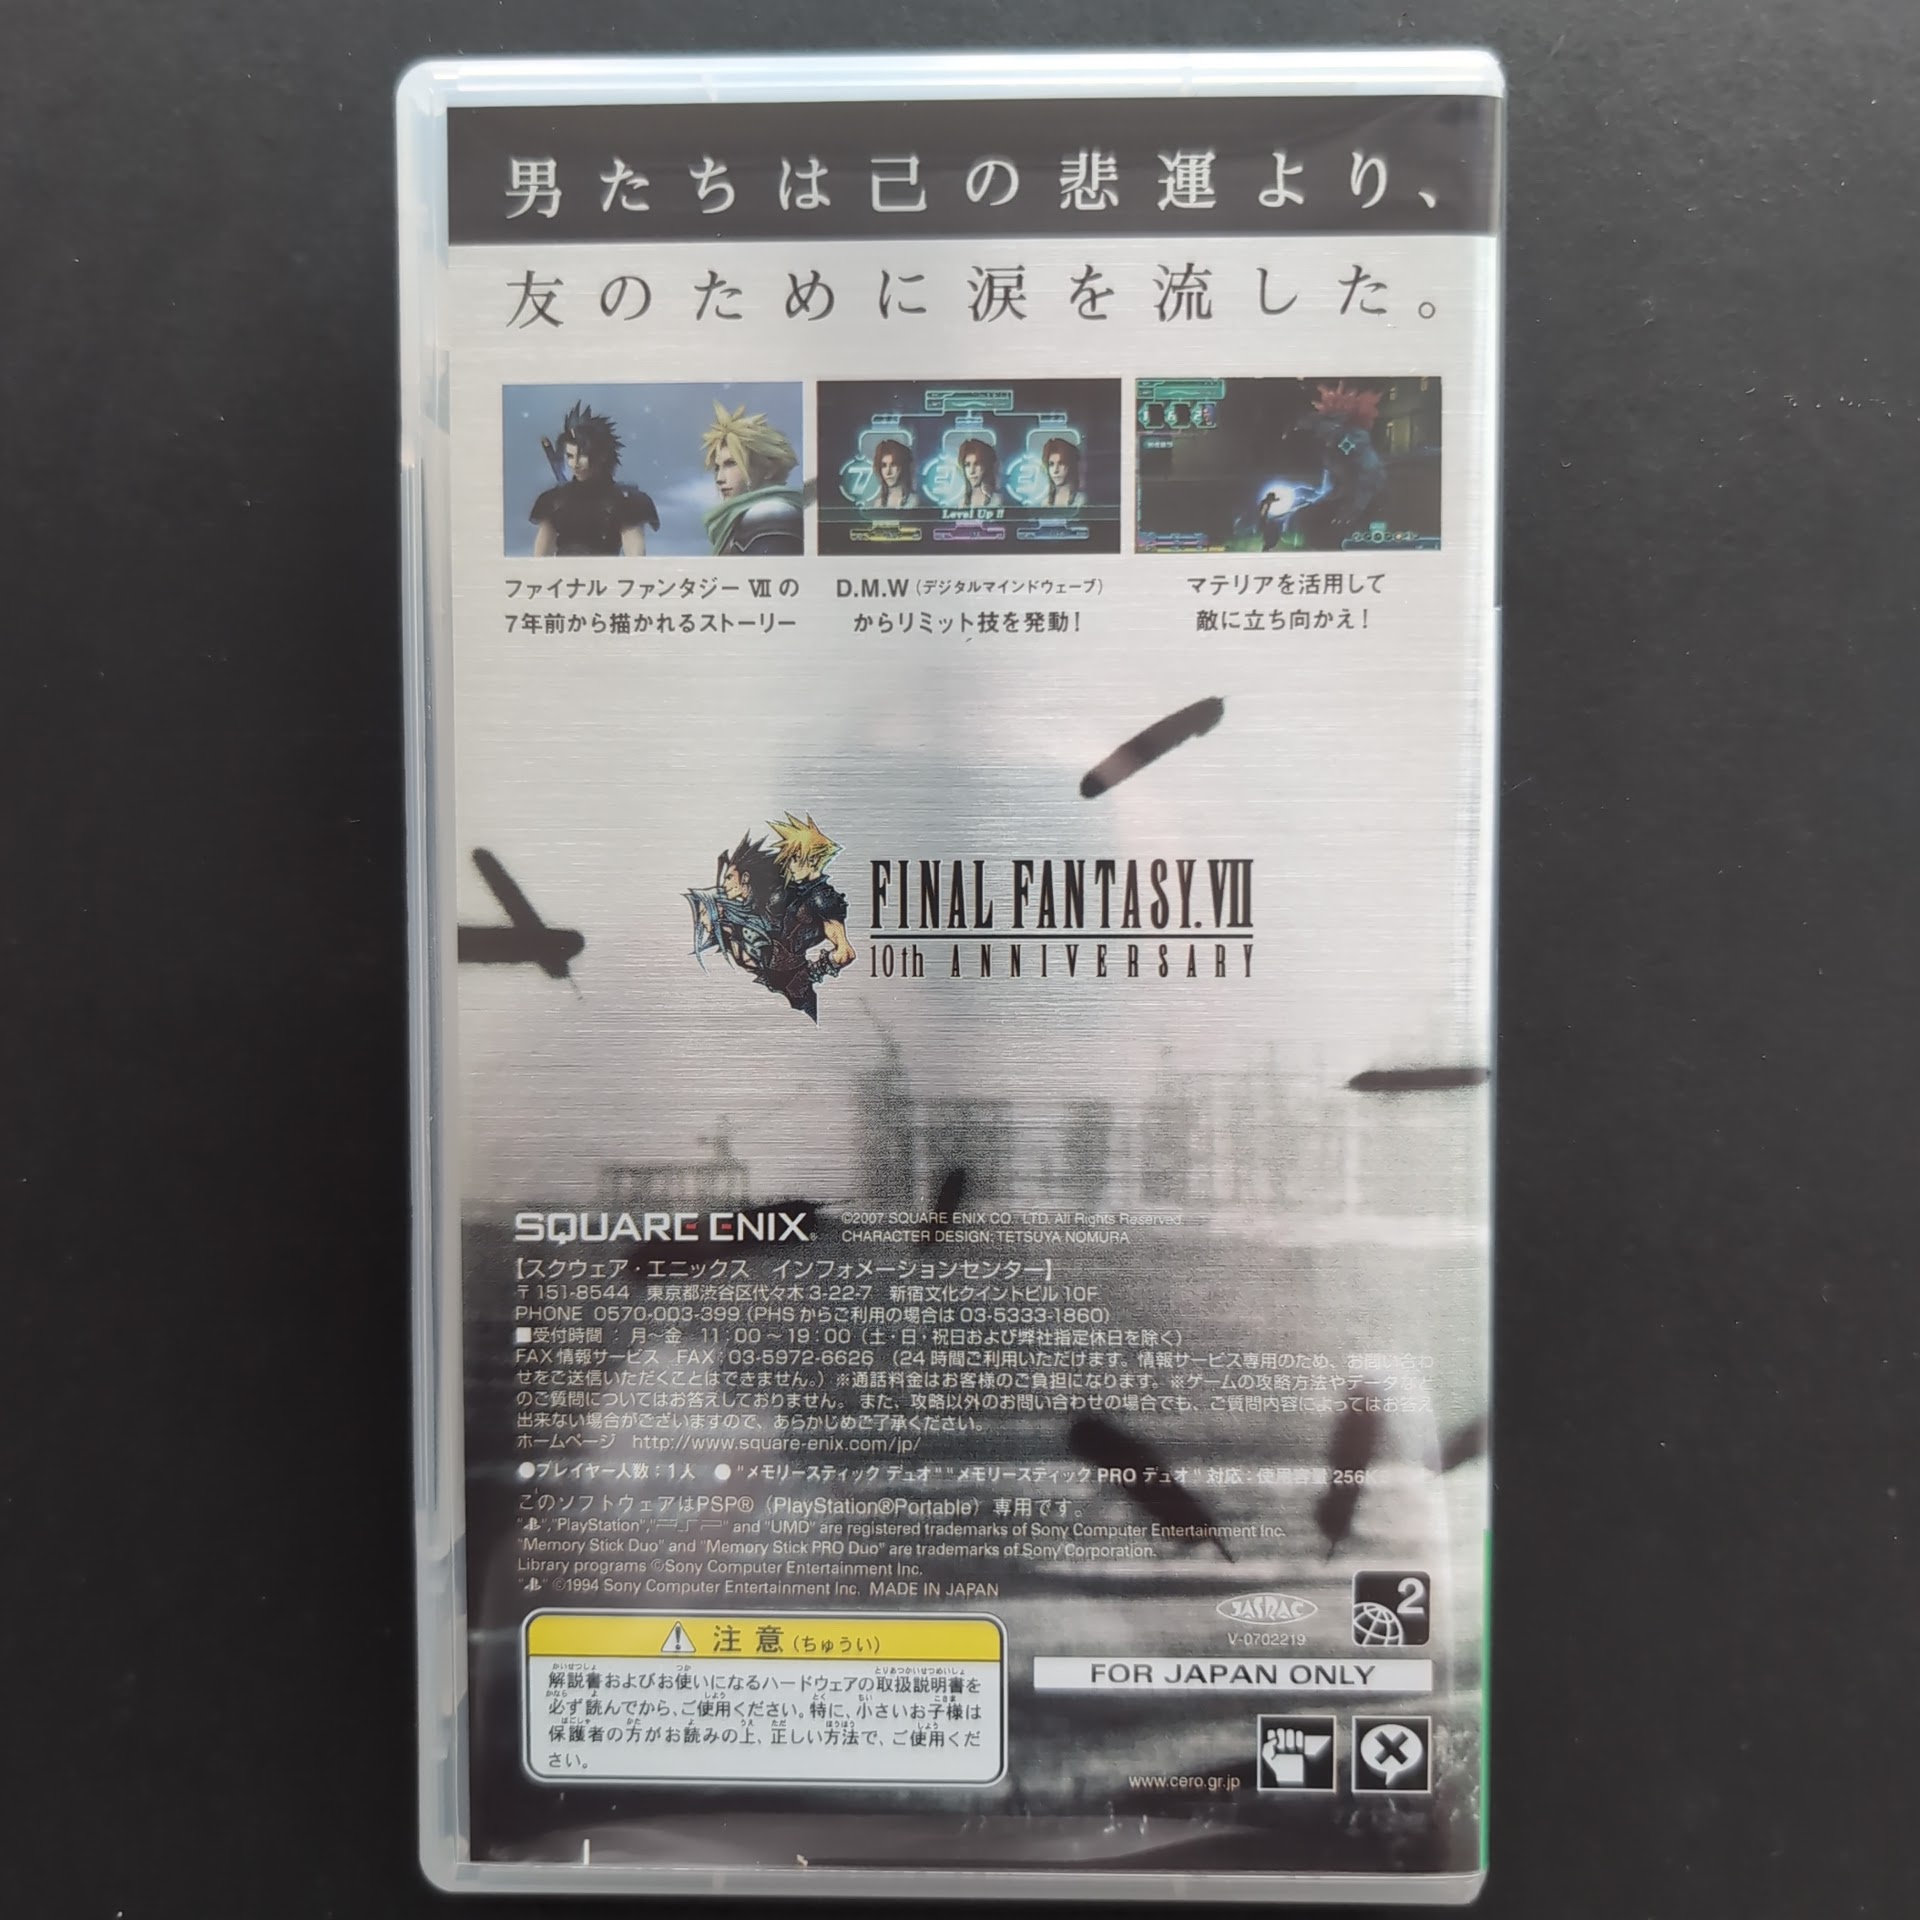 男たちは己の悲運より、
友のために涙を流した。
7
2
2
Level Up !!
ファイナル ファンタジー Ⅶ の
7年前から描かれるストーリー
D.M.W（デジタルマインドウェーブ）
からリミット技を発動！
マテリアを活用して
敵に立ち向かえ！
FINAL FANTASY. VII
10th ANNIVERSARY
SQUARE ENIX®
©2007 SQUARE ENIX CO., LTD. All Rights Reserved.
CHARACTER DESIGN: TETSUYA NOMURA
【スクウェア・エニックス　インフォメーションセンター】
〒151-8544　東京都渋谷区代々木 3-22-7　新宿文化クイントビル 10F
PHONE 0570-003-399 (PHSからご利用の場合は 03-5333-1860)
■受付時間：月～金　11:00～19:00（土・日・祝日および弊社指定休日を除く）
FAX情報サービス　FAX：03-5972-6626　（24時間ご利用いただけます。情報サービス専用のため、お問い合わ
せをご送信いただくことはできません。）※通話料金はお客様のご負担になります。※ゲームの攻略方法やデータなど
のご質問についてはお答えしておりません。また、攻略以外のお問い合わせの場合でも、ご質問内容によってはお答え
出来ない場合がございますので、あらかじめご了承ください。
ホームページ　http://www.square-enix.com/jp/
●プレイヤー人数：1人　●"メモリースティック デュオ" "メモリースティック PRO デュオ" 対応：使用容量 256K
このソフトウェアはPSP®（PlayStation®Portable）専用です。
"","PlayStation","PSP" and "UMD" are registered trademarks of Sony Computer Entertainment Inc.
"Memory Stick Duo" and "Memory Stick PRO Duo" are trademarks of Sony Corporation.
Library programs ©Sony Computer Entertainment Inc.
"" ©1994 Sony Computer Entertainment Inc. MADE IN JAPAN
JASRAC
V-0702219
2
FOR JAPAN ONLY
注意（ちゅうい）
解説書およびお使いになるハードウェアの取扱説明書を
必ず読んでから、ご使用ください。特に、小さいお子様は
保護者の方がお読みの上、正しい方法で、ご使用くだ
さい。
www.cero.gr.jp